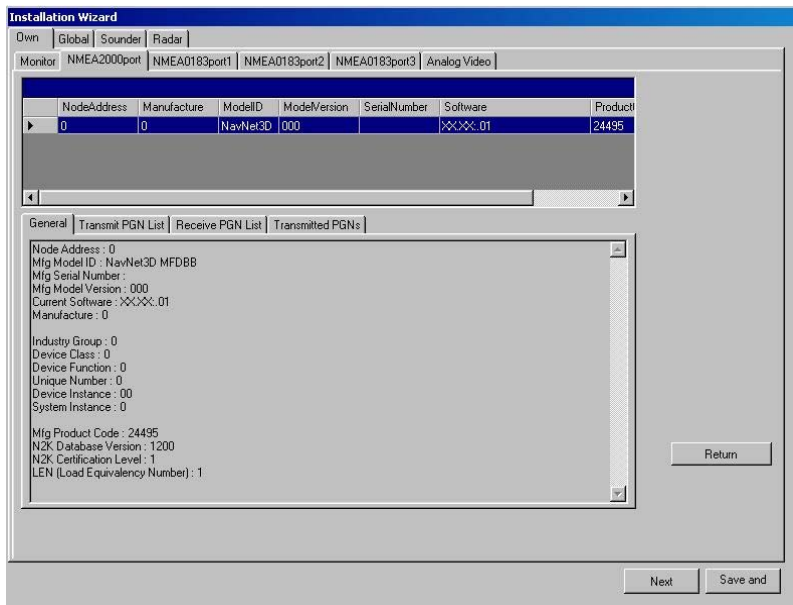 Installation Wizard
Own Global Sounder Radar
Monitor NMEA2000port NMEA0183port1 NMEA0183port2 NMEA0183port3 Analog Video
NodeAddress Manufacture ModelID ModelVersion SerialNumber Software Product
0 0 NavNet3D 000 XX.XX:.01 24495
General Transmit PGN List Receive PGN List Transmitted PGNs
Node Address : 0
Mfg Model ID : NavNet3D MFDBB
Mfg Serial Number :
Mfg Model Version : 000
Current Software : XX.XX:.01
Manufacture : 0
Industry Group : 0
Device Class : 0
Device Function : 0
Unique Number : 0
Device Instance : 00
System Instance : 0
Mfg Product Code : 24495
N2K Database Version : 1200
N2K Certification Level : 1
LEN (Load Equivalency Number) : 1
Return
Next Save and